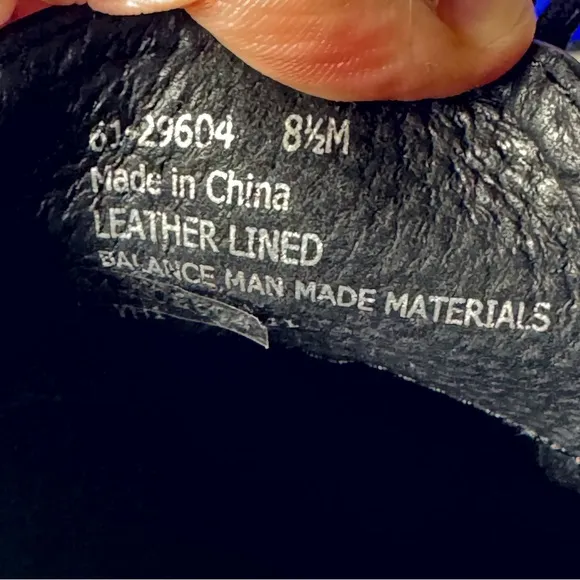 61-29604 8½M
Made in China
LEATHER LINED
BALANCE MAN MADE MATERIALS